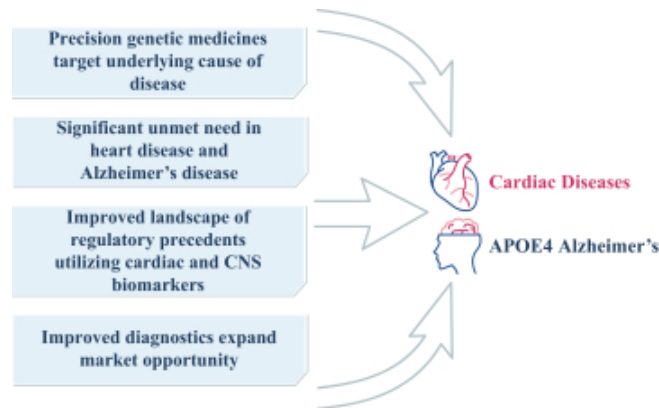 Precision genetic medicines
target underlying cause of
disease
Significant unmet need in
heart disease and
Alzheimer's disease
Improved landscape of
regulatory precedents
utilizing cardiac and CNS
biomarkers
Improved diagnostics expand
market opportunity
Cardiac Diseases
APOE4 Alzheimer's